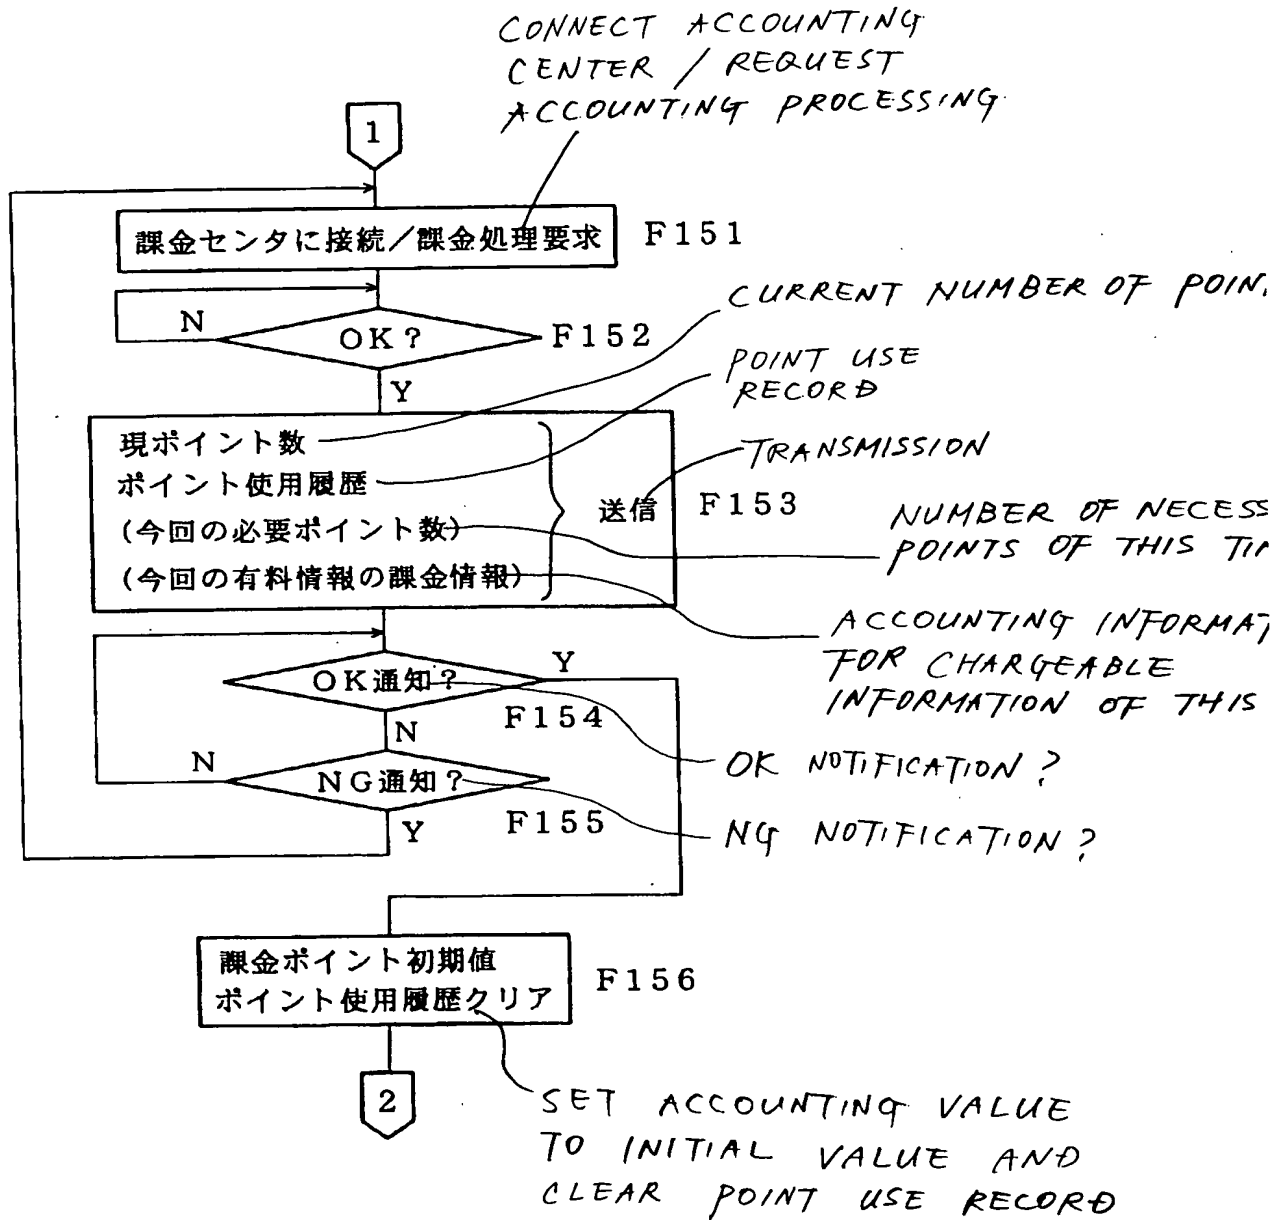 CONNECT ACCOUNTING
CENTER / REQUEST
ACCOUNTING PROCESSING
1
課金センタに接続／課金処理要求 F151
CURRENT NUMBER OF POIN
N OK？ F152
Y
POINT USE
RECORD
現ポイント数
ポイント使用履歴
(今回の必要ポイント数)
(今回の有料情報の課金情報)
送信 F153
TRANSMISSION
NUMBER OF NECESS
POINTS OF THIS TIM
ACCOUNTING INFORMAT
FOR CHARGEABLE
INFORMATION OF THIS
OK通知？ Y
F154
N
OK NOTIFICATION ?
N NG通知？
Y F155
NG NOTIFICATION ?
課金ポイント初期値
ポイント使用履歴クリア
F156
2
SET ACCOUNTING VALUE
TO INITIAL VALUE AND
CLEAR POINT USE RECORD